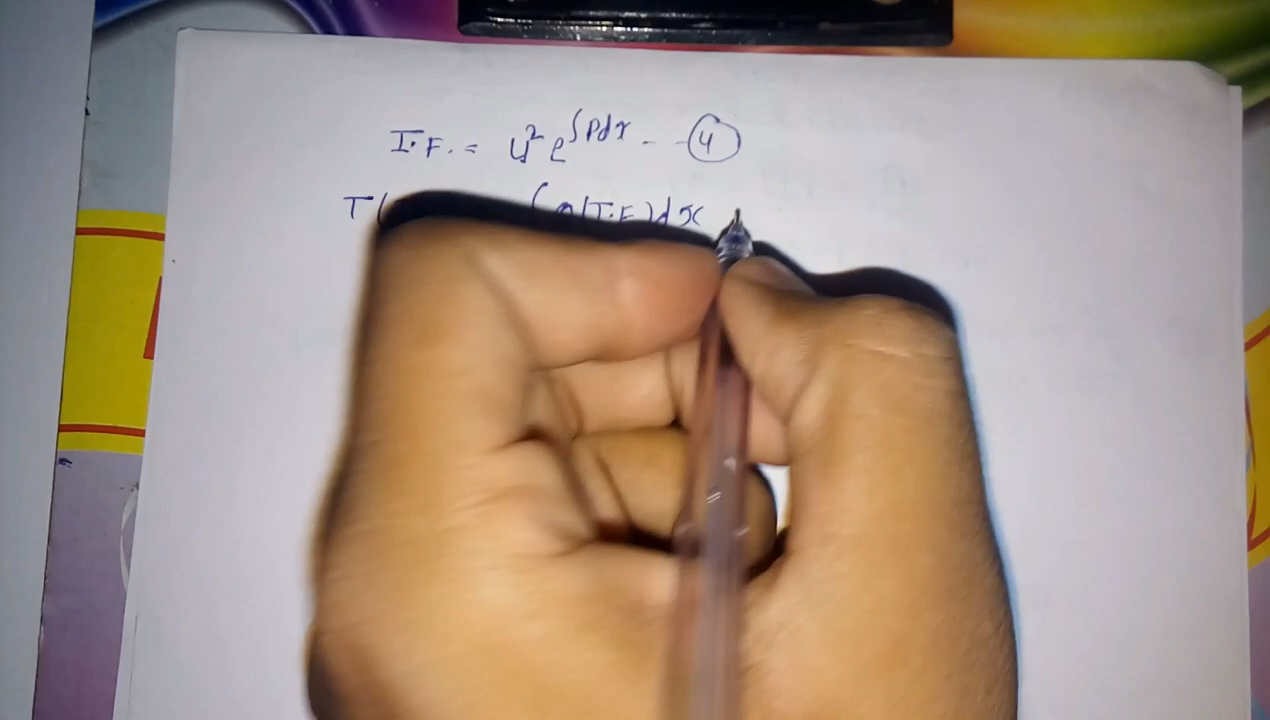 I.F. = u² e^∫Pdx - - ④
T( ∫ Q(I.F.)dx